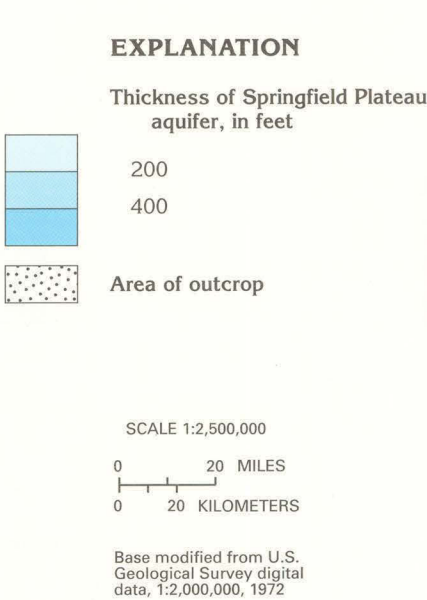 EXPLANATION
Thickness of Springfield Plateau
aquifer, in feet
200
400
Area of outcrop
SCALE 1:2,500,000
0 20 MILES
0 20 KILOMETERS
Base modified from U.S.
Geological Survey digital
data, 1:2,000,000, 1972